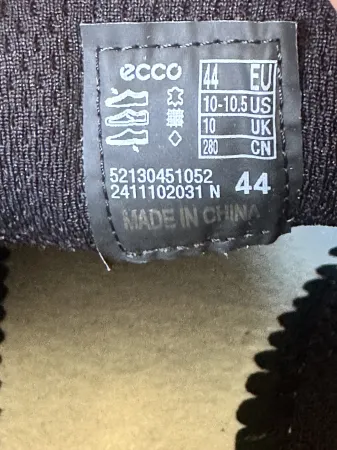 ecco
44 EU
10-10.5 US
10 UK
280 CN
52130451052
2411102031 N 44
MADE IN CHINA